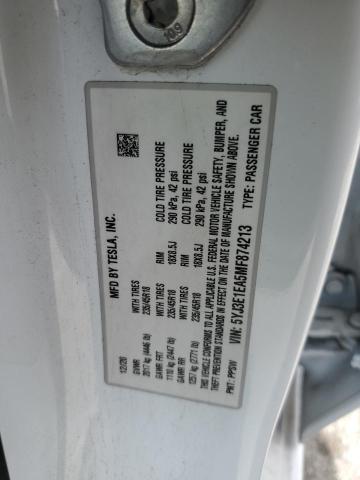 10.9
MFD BY TESLA, INC.
12/20
GVWR
2017 kg (4446 lb)
WITH TIRES
235/45R18
RIM
18X8.5J
COLD TIRE PRESSURE
290 kPa, 42 psi
GAWR FRT
1110 kg (2447 lb)
WITH TIRES
235/45R18
RIM
18X8.5J
COLD TIRE PRESSURE
290 kPa, 42 psi
GAWR RR
1257 kg (2771 lb)
WITH TIRES
235/45R18
THIS VEHICLE CONFORMS TO ALL APPLICABLE FEDERAL MOTOR VEHICLE SAFETY, BUMPER, AND
THEFT PREVENTION STANDARDS IN EFFECT ON THE DATE OF MANUFACTURE SHOWN ABOVE.
VIN: 5YJ3E1EA5MF874213
TYPE: PASSENGER CAR
PNT: PPSW